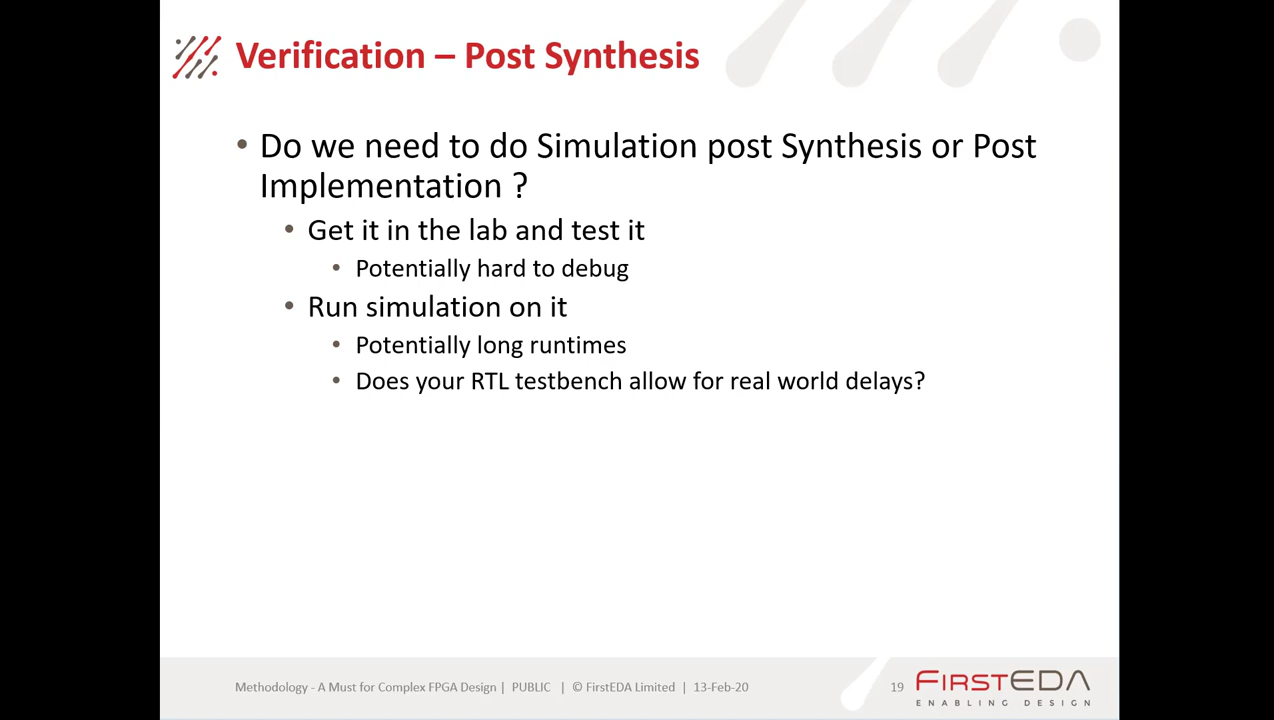 Verification – Post Synthesis
• Do we need to do Simulation post Synthesis or Post
Implementation ?
• Get it in the lab and test it
• Potentially hard to debug
• Run simulation on it
• Potentially long runtimes
• Does your RTL testbench allow for real world delays?
Methodology - A Must for Complex FPGA Design | PUBLIC | © FirstEDA Limited | 13-Feb-20
19
FIRSTEDA
ENABLING DESIGN